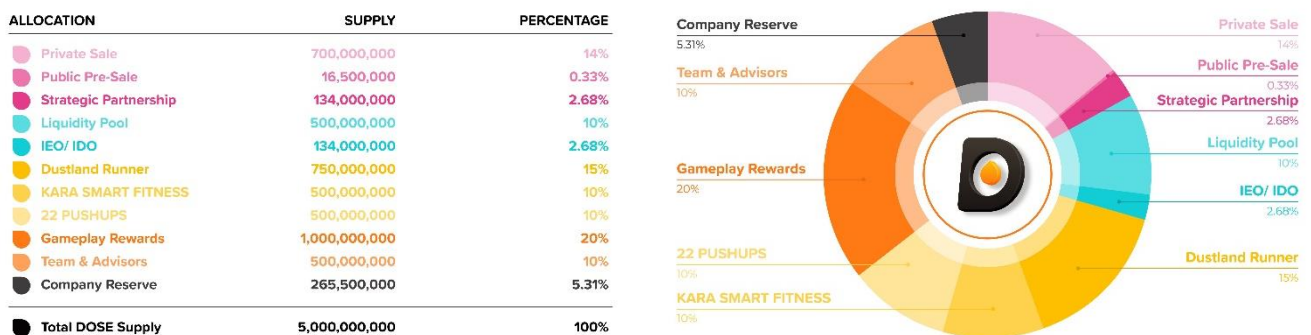 ALLOCATION SUPPLY PERCENTAGE
Private Sale 700,000,000 14%
Public Pre-Sale 16,500,000 0.33%
Strategic Partnership 134,000,000 2.68%
Liquidity Pool 500,000,000 10%
IEO/ IDO 134,000,000 2.68%
Dustland Runner 750,000,000 15%
KARA SMART FITNESS 500,000,000 10%
22 PUSHUPS 500,000,000 10%
Gameplay Rewards 1,000,000,000 20%
Team & Advisors 500,000,000 10%
Company Reserve 265,500,000 5.31%
Total DOSE Supply 5,000,000,000 100%
Company Reserve
5.31%
Team & Advisors
10%
Gameplay Rewards
20%
22 PUSHUPS
10%
KARA SMART FITNESS
10%
D
Private Sale
14%
Public Pre-Sale
0.33%
Strategic Partnership
2.68%
Liquidity Pool
10%
IEO/ IDO
2.68%
Dustland Runner
15%